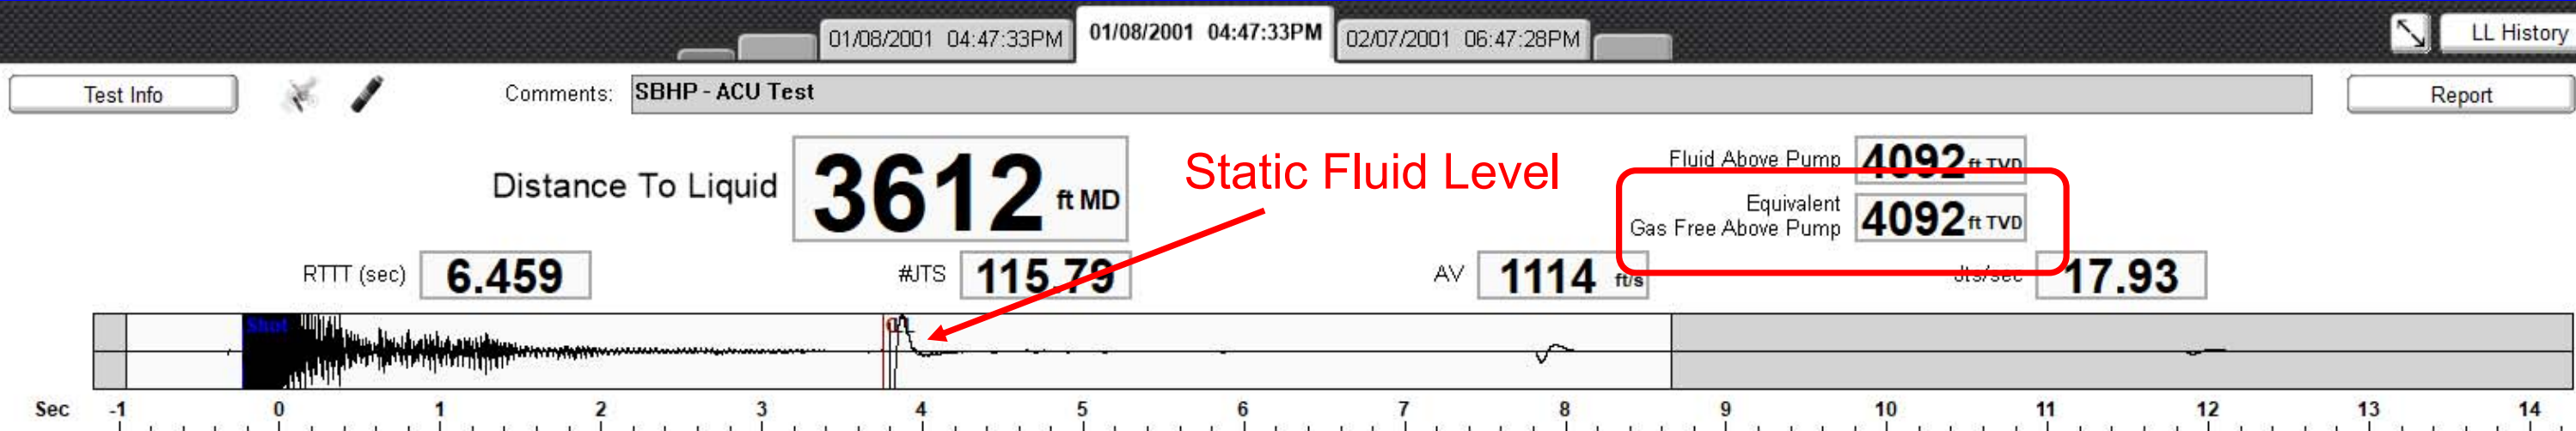 01/08/2001 04:47:33PM 01/08/2001 04:47:33PM 02/07/2001 06:47:28PM LL History
Test Info Comments: SBHP - ACU Test Report
Distance To Liquid 3612 ft MD Static Fluid Level Fluid Above Pump 4092 ft TVD
Equivalent
Gas Free Above Pump 4092 ft TVD
RTTT (sec) 6.459 #JTS 115.79 AV 1114 ft/s Jts/sec 17.93
Shot
Sec -1 0 1 2 3 4 5 6 7 8 9 10 11 12 13 14